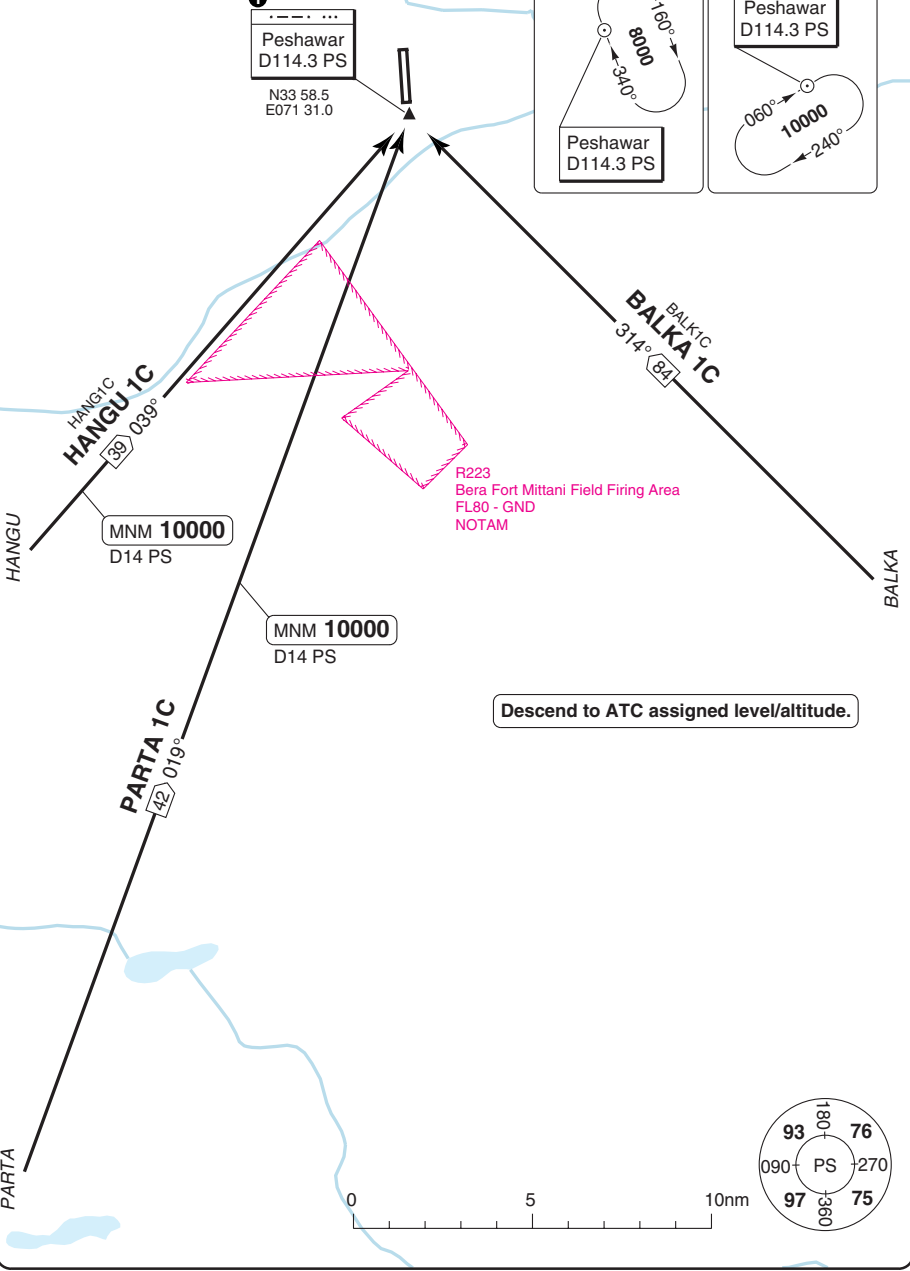 Peshawar
D114.3 PS
N33 58.5
E071 31.0
160°
8000
340°
Peshawar
D114.3 PS
Peshawar
D114.3 PS
060°
10000
240°
BALK1C
BALKA 1C
314° 84
BALKA
HANG1C
HANGU 1C
39 039°
HANGU
MNM 10000
D14 PS
R223
Bera Fort Mittani Field Firing Area
FL80 - GND
NOTAM
MNM 10000
D14 PS
Descend to ATC assigned level/altitude.
PARTA 1C
42 019°
PARTA
0 5 10nm
180
93 76
090 PS 270
97 75
360